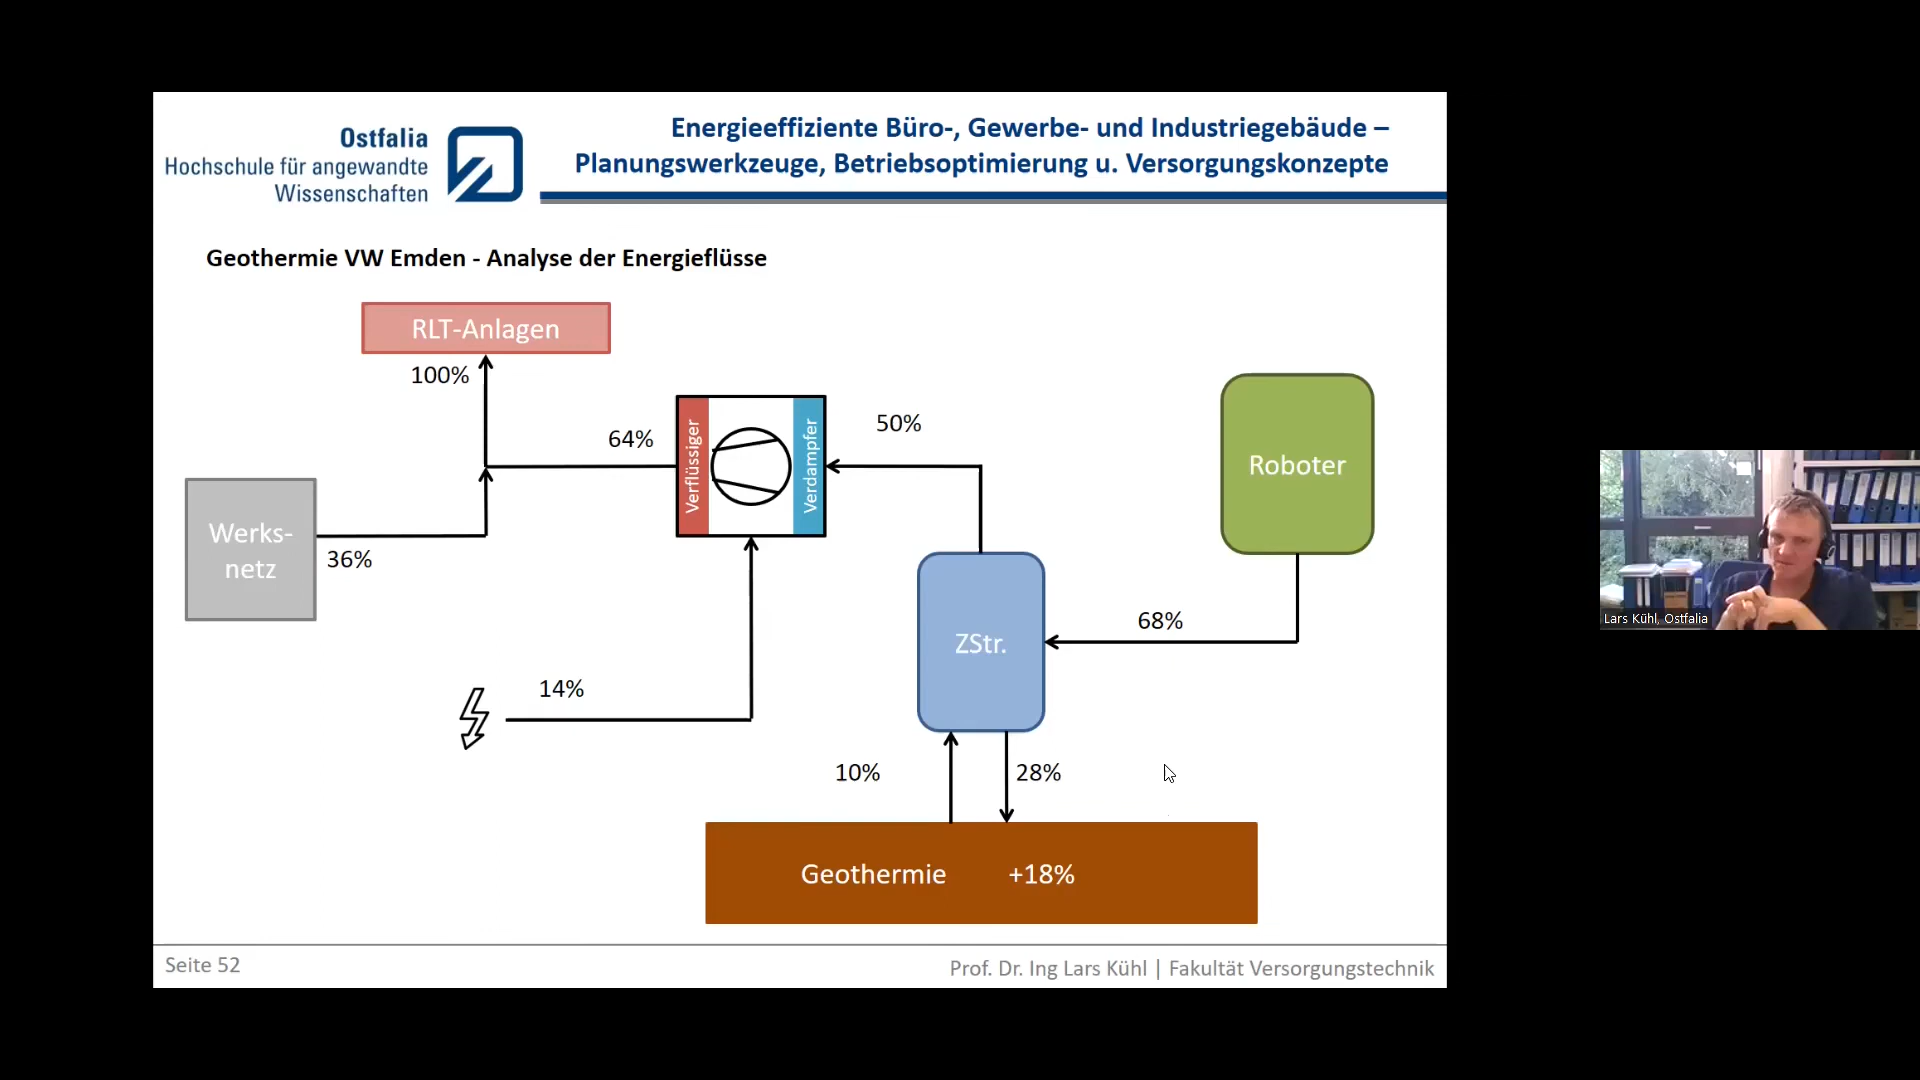 Ostfalia
Hochschule für angewandte
Wissenschaften
Energieeffiziente Büro-, Gewerbe- und Industriegebäude –
Planungswerkzeuge, Betriebsoptimierung u. Versorgungskonzepte
Geothermie VW Emden - Analyse der Energieflüsse
RLT-Anlagen
100%
64%
Verflüssiger
Verdampfer
50%
Roboter
Werks-
netz
36%
ZStr.
68%
14%
10%
28%
Geothermie +18%
Seite 52
Prof. Dr. Ing Lars Kühl | Fakultät Versorgungstechnik
Lars Kühl, Ostfalia